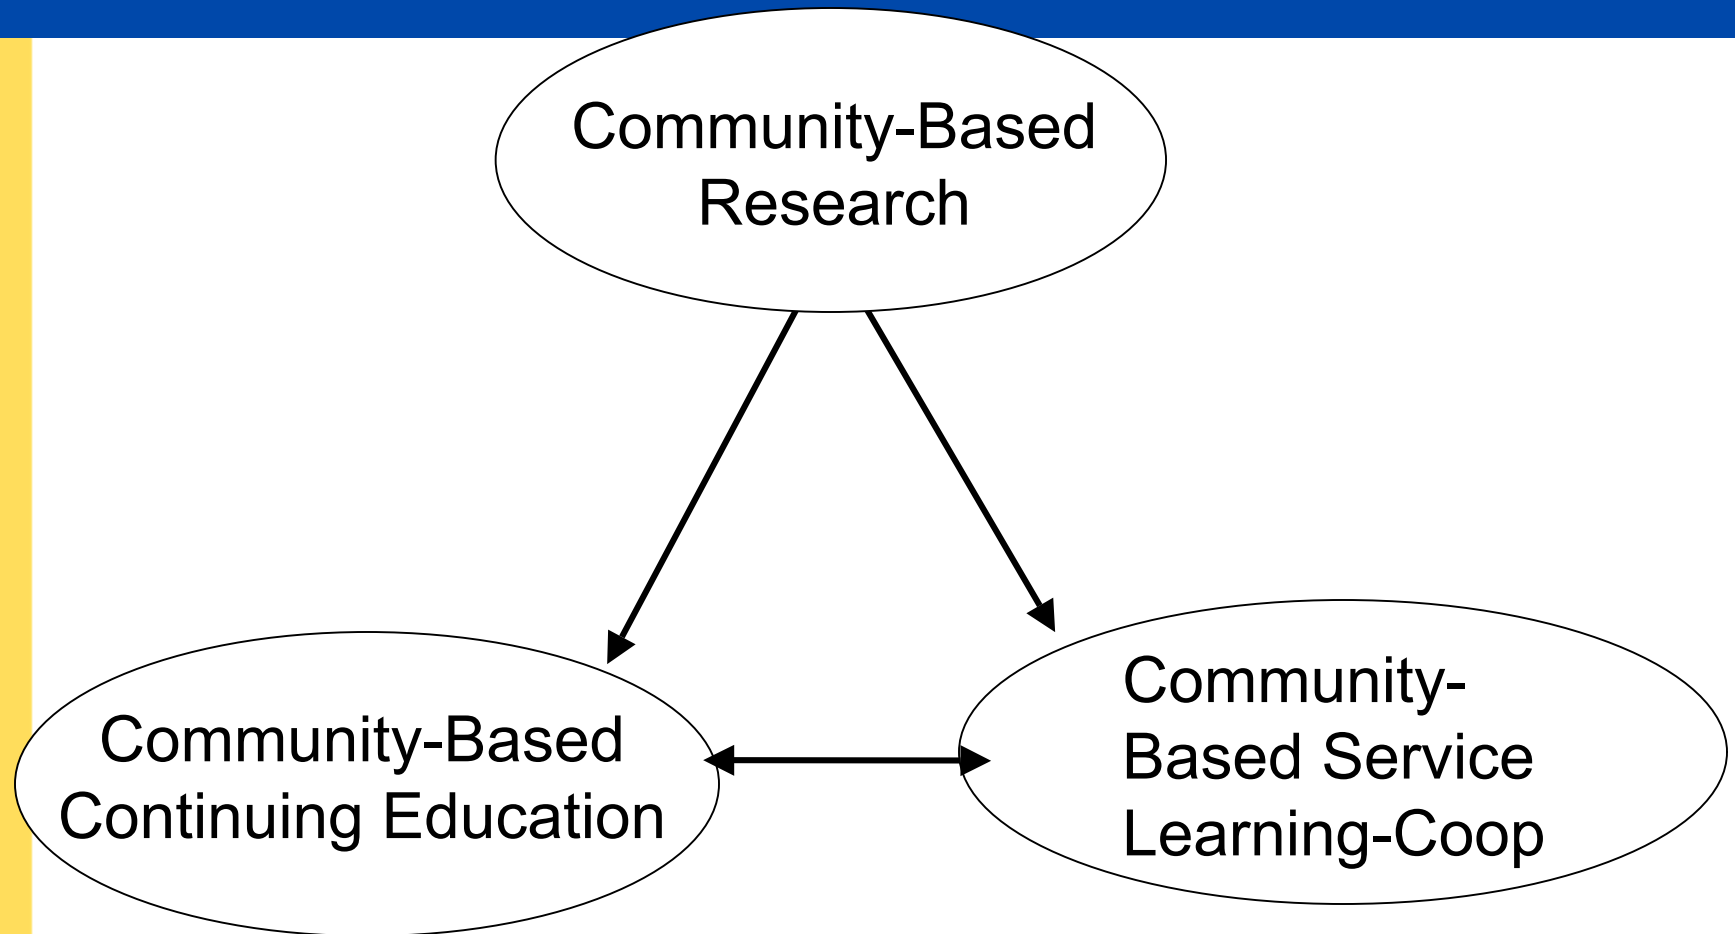 Community-Based
Research
Community-Based
Continuing Education
Community-
Based Service
Learning-Coop